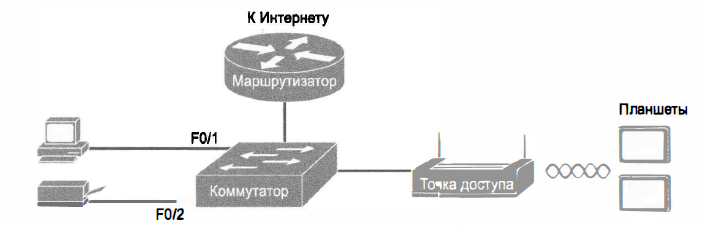 К Интернету
Маршрутизатор
Планшеты
F0/1
Коммутатор
Точка доступа
F0/2